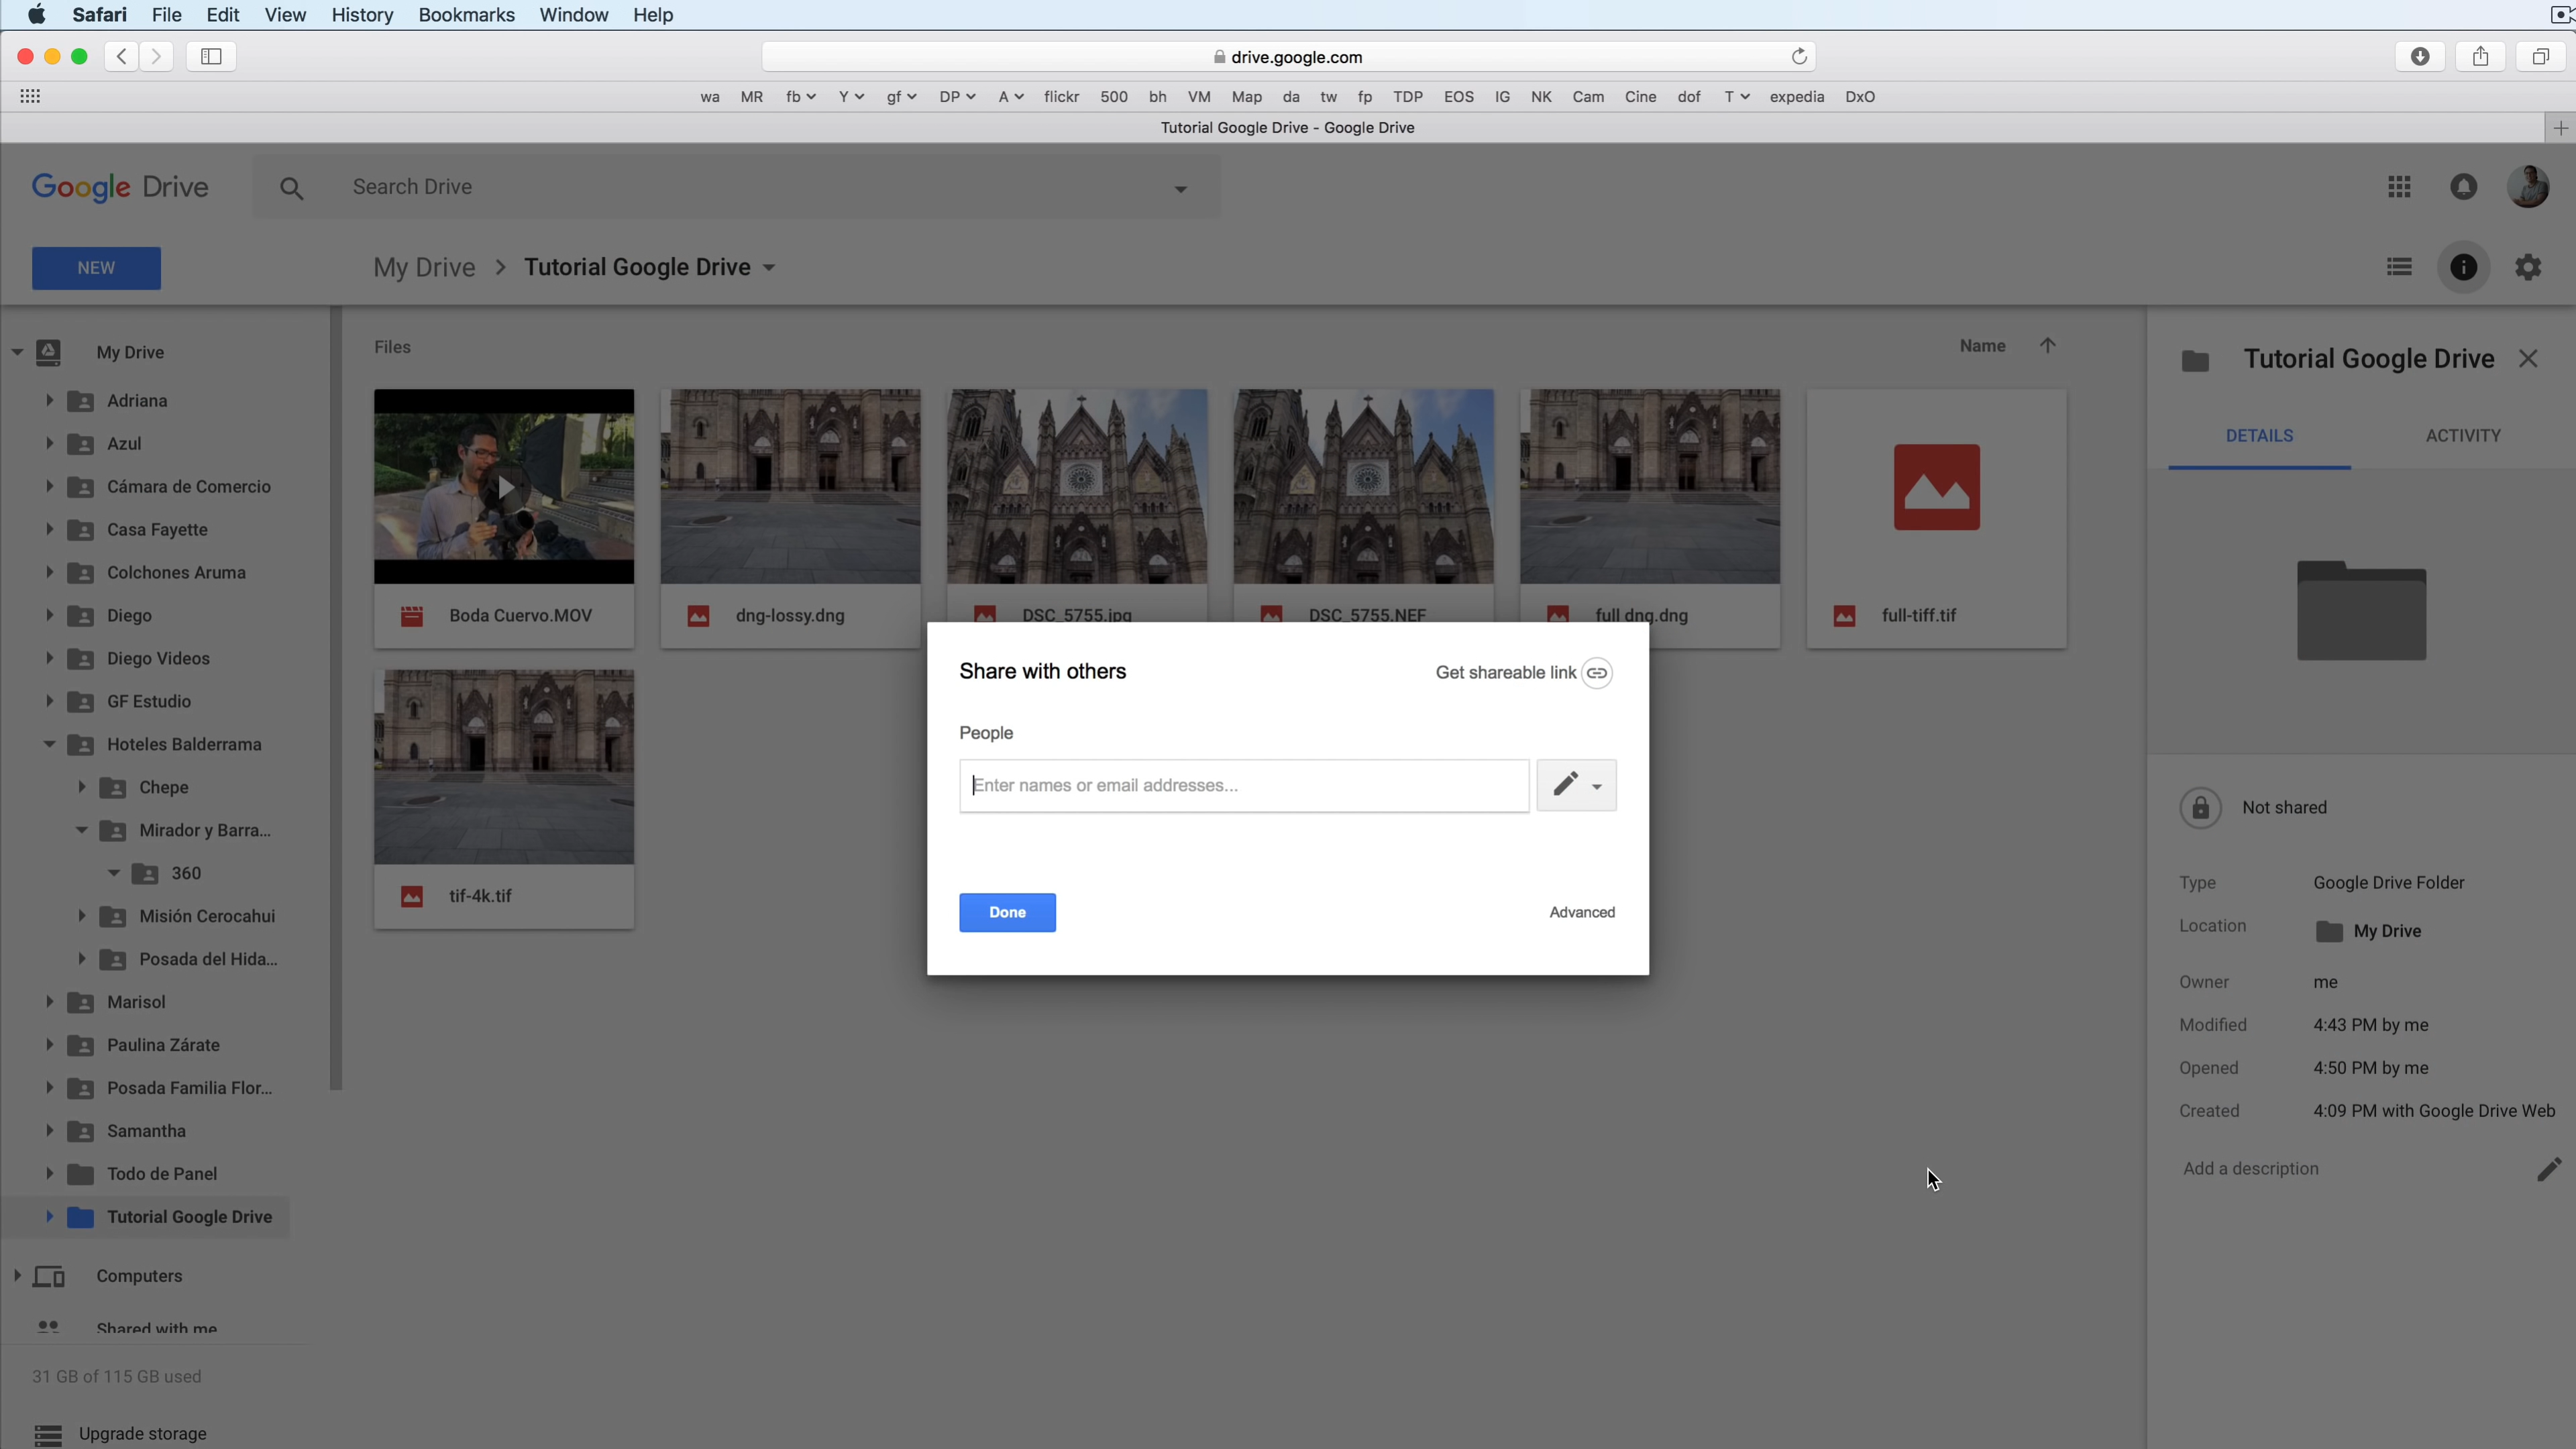 Safari File Edit View History Bookmarks Window Help
drive.google.com
wa MR fb Y gf DP A flickr 500 bh VM Map da tw fp TDP EOS IG NK Cam Cine dof T expedia DxO
Tutorial Google Drive - Google Drive
Google Drive
Search Drive
NEW
My Drive > Tutorial Google Drive
My Drive
Adriana
Azul
Cámara de Comercio
Casa Fayette
Colchones Aruma
Diego
Diego Videos
GF Estudio
Hoteles Balderrama
Chepe
Mirador y Barra...
360
Misión Cerocahui
Posada del Hida...
Marisol
Paulina Zárate
Posada Familia Flor...
Samantha
Todo de Panel
Tutorial Google Drive
Computers
Shared with me
31 GB of 115 GB used
Upgrade storage
Files
Name
Boda Cuervo.MOV
dng-lossy.dng
DSC_5755.jpg
DSC_5755.NEF
full dng.dng
full-tiff.tif
tif-4k.tif
Share with others
Get shareable link
People
Enter names or email addresses...
Done
Advanced
Tutorial Google Drive
DETAILS
ACTIVITY
Not shared
Type Google Drive Folder
Location My Drive
Owner me
Modified 4:43 PM by me
Opened 4:50 PM by me
Created 4:09 PM with Google Drive Web
Add a description